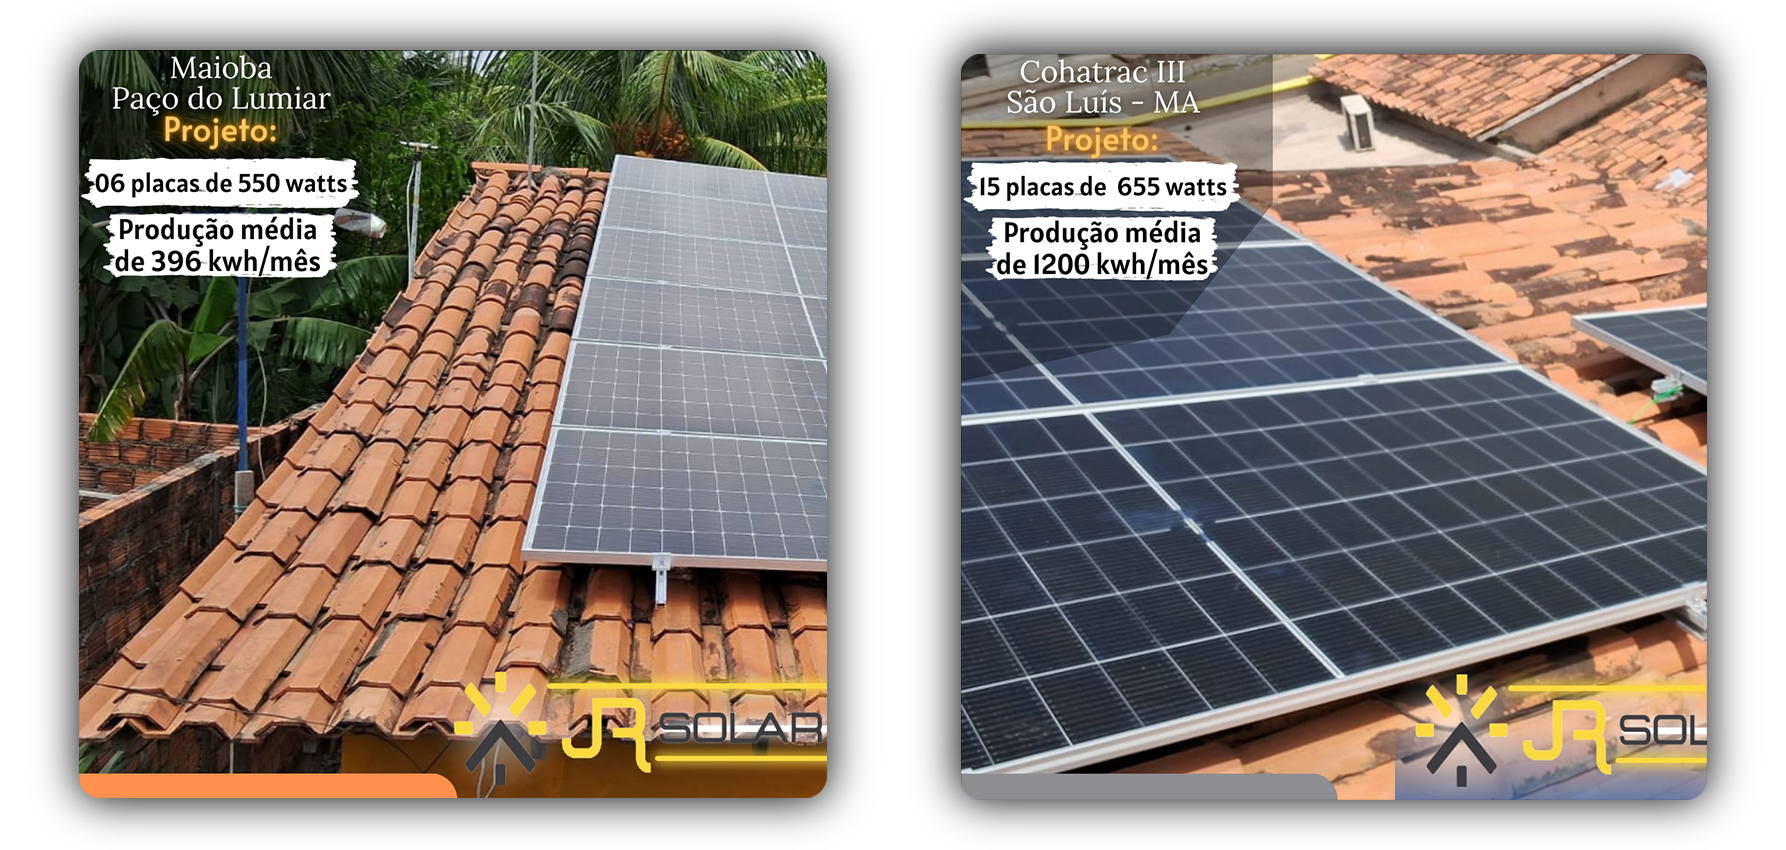 Maioba
Paço do Lumiar
Projeto:
06 placas de 550 watts
Produção média
de 396 kwh/mês
JR SOLAR
Cohatrac III
São Luís - MA
Projeto:
15 placas de 655 watts
Produção média
de 1200 kwh/mês
JR SOL